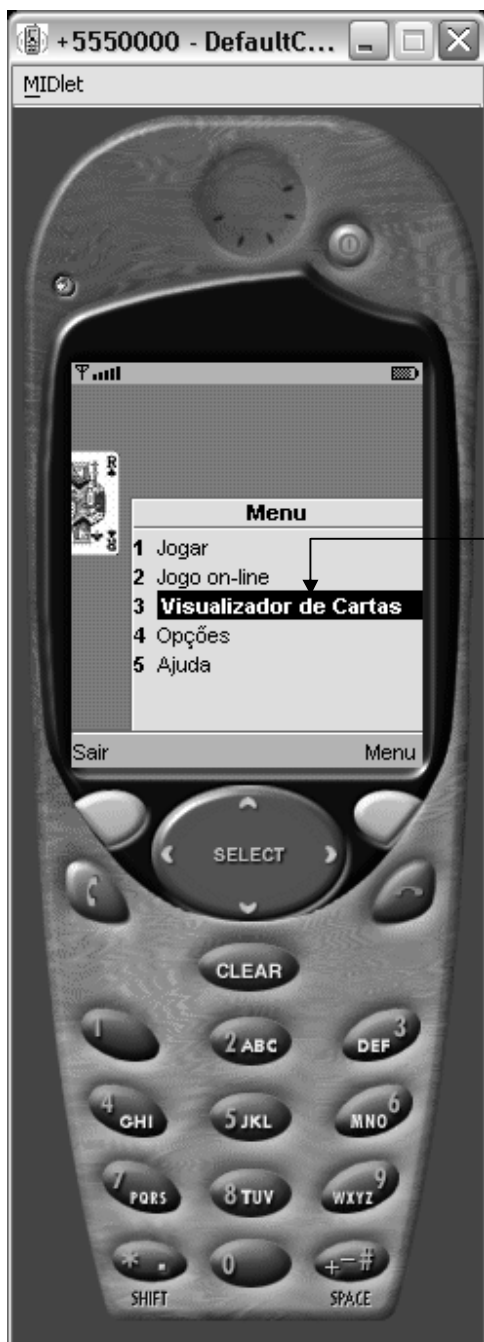 +5550000 - DefaultC...
MIDlet
R
Menu
1 Jogar
2 Jogo on-line
3 Visualizador de Cartas
4 Opções
5 Ajuda
Sair Menu
SELECT
CLEAR
1 2 ABC DEF 3
4 GHI 5 JKL MNO 6
7 PQRS 8 TUV WXYZ 9
* . 0 +-#
SHIFT SPACE